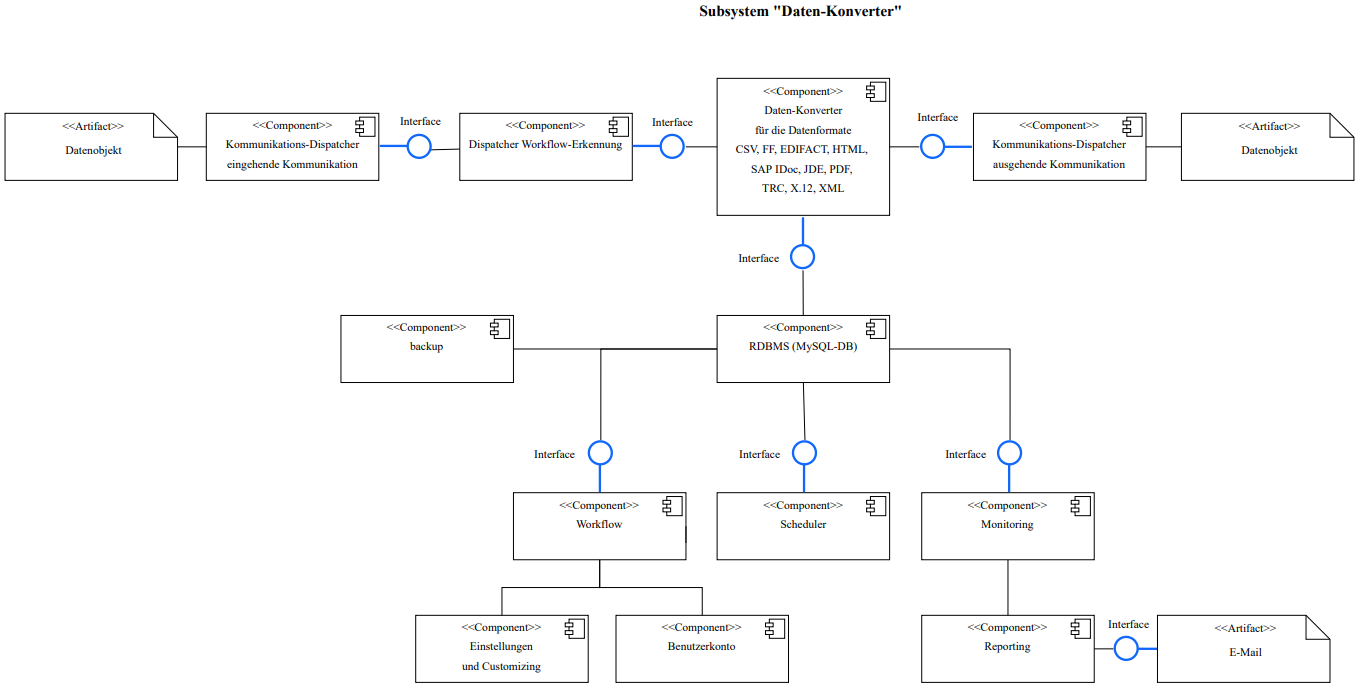 Subsystem "Daten-Konverter"
<<Artifact>>
Datenobjekt
<<Component>>
Kommunikations-Dispatcher
eingehende Kommunikation
Interface
<<Component>>
Dispatcher Workflow-Erkennung
Interface
<<Component>>
Daten-Konverter
für die Datenformate
CSV, FF, EDIFACT, HTML,
SAP IDoc, JDE, PDF,
TRC, X.12, XML
Interface
<<Component>>
Kommunikations-Dispatcher
ausgehende Kommunikation
<<Artifact>>
Datenobjekt
Interface
<<Component>>
backup
<<Component>>
RDBMS (MySQL-DB)
Interface
Interface
Interface
<<Component>>
Workflow
<<Component>>
Scheduler
<<Component>>
Monitoring
<<Component>>
Einstellungen
und Customizing
<<Component>>
Benutzerkonto
<<Component>>
Reporting
Interface
<<Artifact>>
E-Mail